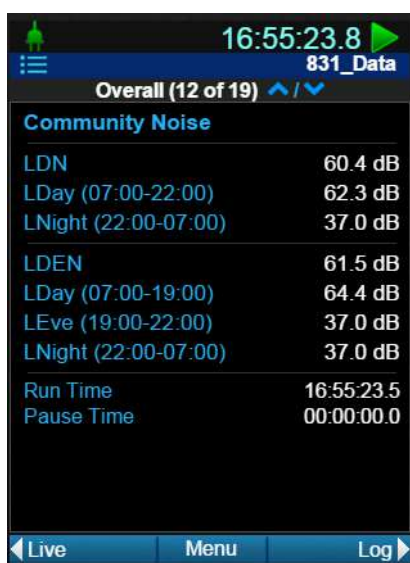 16:55:23.8
831_Data
Overall (12 of 19) /
Community Noise
LDN 60.4 dB
LDay (07:00-22:00) 62.3 dB
LNight (22:00-07:00) 37.0 dB
LDEN 61.5 dB
LDay (07:00-19:00) 64.4 dB
LEve (19:00-22:00) 37.0 dB
LNight (22:00-07:00) 37.0 dB
Run Time 16:55:23.5
Pause Time 00:00:00.0
Live Menu Log